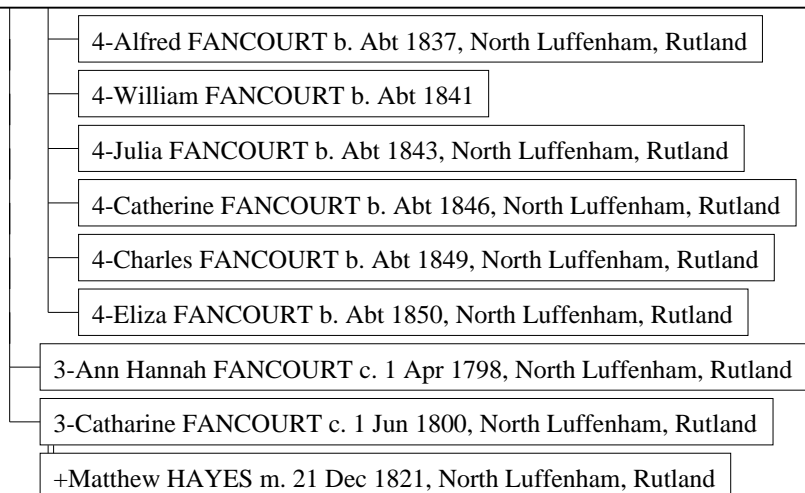 4-Alfred FANCOURT b. Abt 1837, North Luffenham, Rutland
4-William FANCOURT b. Abt 1841
4-Julia FANCOURT b. Abt 1843, North Luffenham, Rutland
4-Catherine FANCOURT b. Abt 1846, North Luffenham, Rutland
4-Charles FANCOURT b. Abt 1849, North Luffenham, Rutland
4-Eliza FANCOURT b. Abt 1850, North Luffenham, Rutland
3-Ann Hannah FANCOURT c. 1 Apr 1798, North Luffenham, Rutland
3-Catharine FANCOURT c. 1 Jun 1800, North Luffenham, Rutland
+Matthew HAYES m. 21 Dec 1821, North Luffenham, Rutland